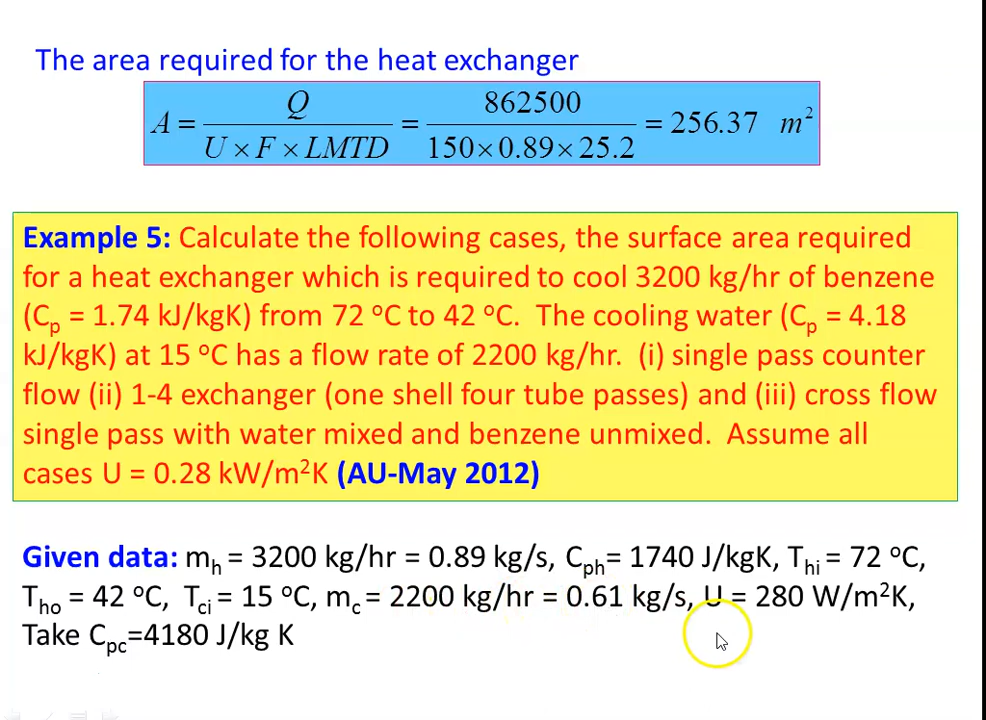 The area required for the heat exchanger
A = Q / (U × F × LMTD) = 862500 / (150×0.89×25.2) = 256.37 m²
Example 5: Calculate the following cases, the surface area required
for a heat exchanger which is required to cool 3200 kg/hr of benzene
(Cp = 1.74 kJ/kgK) from 72 ºC to 42 ºC. The cooling water (Cp = 4.18
kJ/kgK) at 15 ºC has a flow rate of 2200 kg/hr. (i) single pass counter
flow (ii) 1-4 exchanger (one shell four tube passes) and (iii) cross flow
single pass with water mixed and benzene unmixed. Assume all
cases U = 0.28 kW/m²K (AU-May 2012)
Given data: mh = 3200 kg/hr = 0.89 kg/s, Cph= 1740 J/kgK, Thi = 72 ºC,
Tho = 42 ºC, Tci = 15 ºC, mc = 2200 kg/hr = 0.61 kg/s, U = 280 W/m²K,
Take Cpc=4180 J/kg K